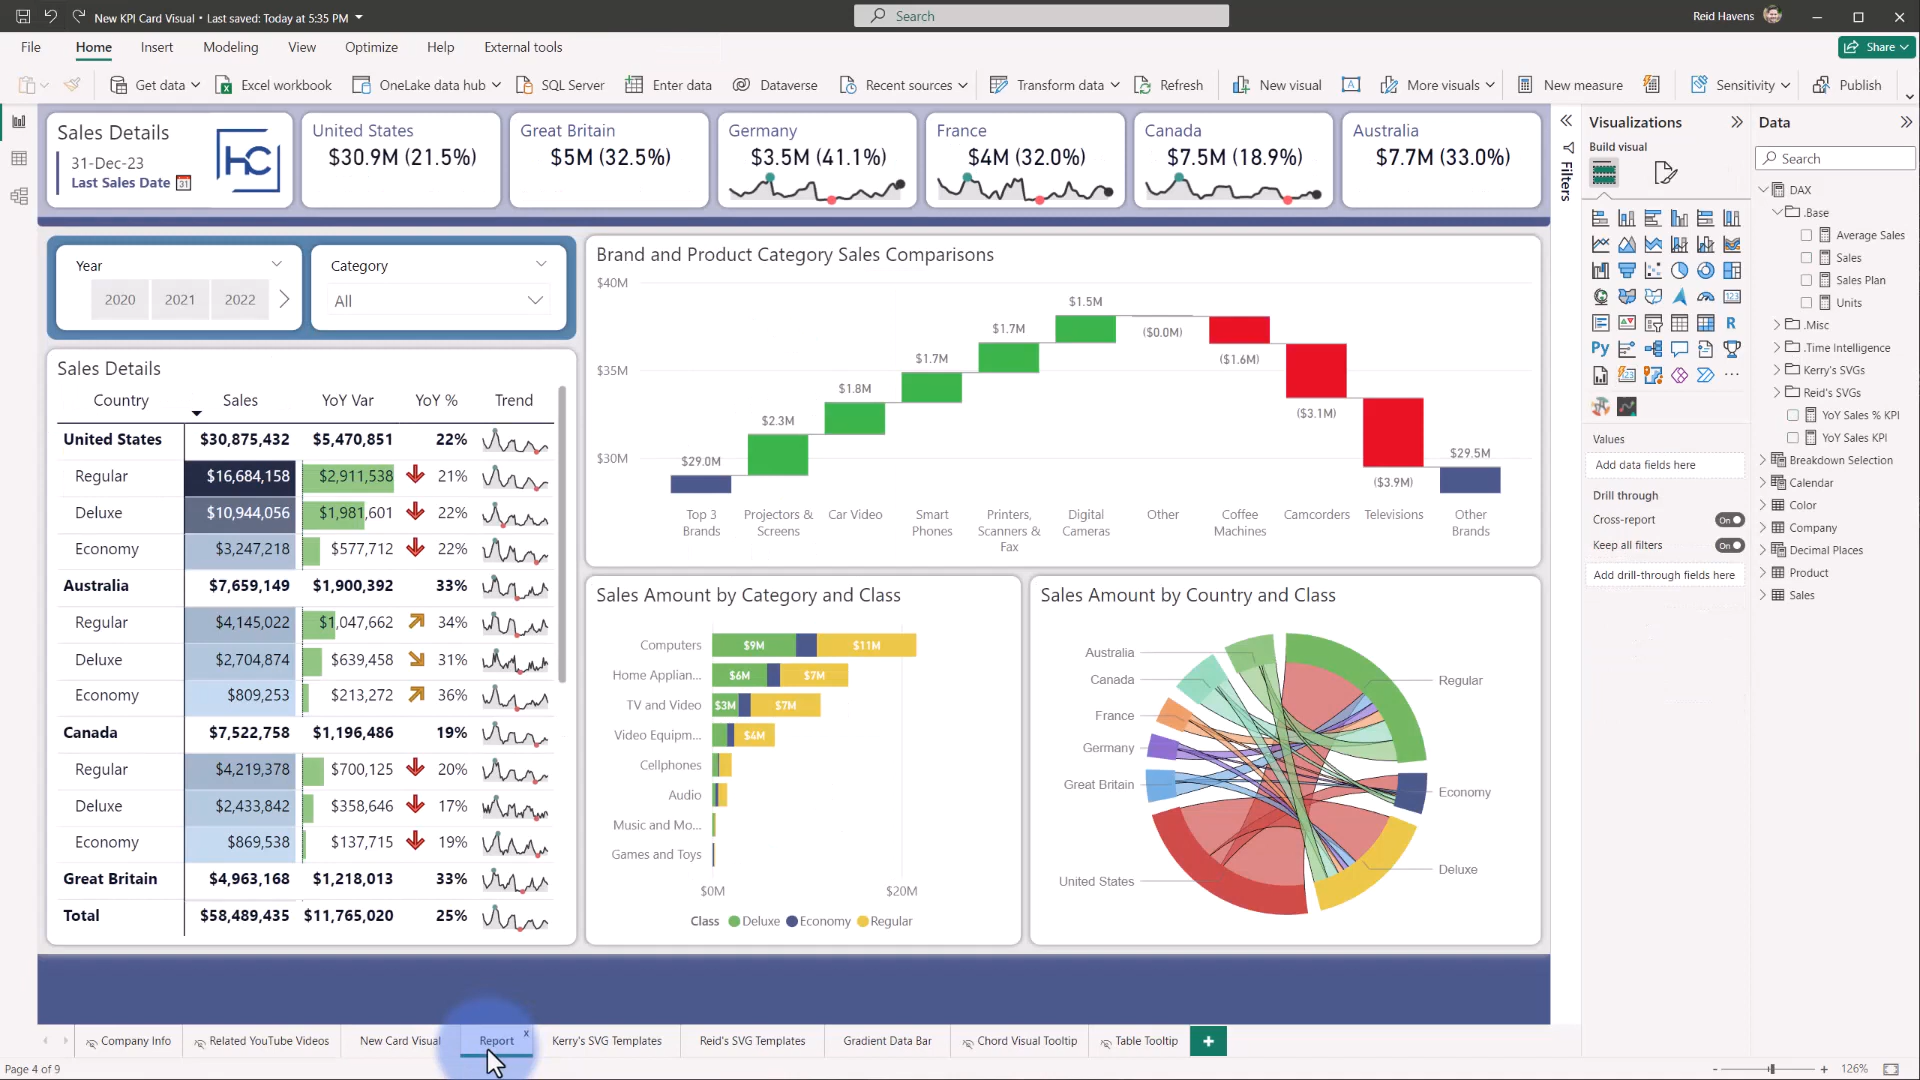 New KPI Card Visual • Last saved: Today at 5:35 PM
Search
Reid Havens
File Home Insert Modeling View Optimize Help External tools
Share
Get data Excel workbook OneLake data hub SQL Server Enter data Dataverse Recent sources Transform data Refresh New visual More visuals New measure Sensitivity Publish
Sales Details
31-Dec-23
Last Sales Date
HC
United States
$30.9M (21.5%)
Great Britain
$5M (32.5%)
Germany
$3.5M (41.1%)
France
$4M (32.0%)
Canada
$7.5M (18.9%)
Australia
$7.7M (33.0%)
Year
2020 2021 2022
Category
All
Sales Details
Country Sales YoY Var YoY % Trend
United States $30,875,432 $5,470,851 22%
Regular $16,684,158 $2,911,538 21%
Deluxe $10,944,056 $1,981,601 22%
Economy $3,247,218 $577,712 22%
Australia $7,659,149 $1,900,392 33%
Regular $4,145,022 $1,047,662 34%
Deluxe $2,704,874 $639,458 31%
Economy $809,253 $213,272 36%
Canada $7,522,758 $1,196,486 19%
Regular $4,219,378 $700,125 20%
Deluxe $2,433,842 $358,646 17%
Economy $869,538 $137,715 19%
Great Britain $4,963,168 $1,218,013 33%
Total $58,489,435 $11,765,020 25%
Brand and Product Category Sales Comparisons
$40M
$35M
$30M
$29.0M
$2.3M
$1.8M
$1.7M
$1.7M
$1.5M
($0.0M)
($1.6M)
($3.1M)
($3.9M)
$29.5M
Top 3
Brands
Projectors &
Screens
Car Video
Smart
Phones
Printers,
Scanners &
Fax
Digital
Cameras
Other
Coffee
Machines
Camcorders
Televisions
Other
Brands
Sales Amount by Category and Class
Computers $9M $11M
Home Applian... $6M $7M
TV and Video $3M $7M
Video Equipm... $4M
Cellphones
Audio
Music and Mo...
Games and Toys
$0M $20M
Class Deluxe Economy Regular
Sales Amount by Country and Class
Australia
Canada
France
Germany
Great Britain
United States
Regular
Economy
Deluxe
Filters
Visualizations
Build visual
123
R
Py
123
Values
Add data fields here
Drill through
Cross-report On
Keep all filters On
Add drill-through fields here
Data
Search
DAX
.Base
Average Sales
Sales
Sales Plan
Units
.Misc
.Time Intelligence
Kerry's SVGs
Reid's SVGs
YoY Sales % KPI
YoY Sales KPI
Breakdown Selection
Calendar
Color
Company
Decimal Places
Product
Sales
Company Info Related YouTube Videos New Card Visual Report x Kerry's SVG Templates Reid's SVG Templates Gradient Data Bar Chord Visual Tooltip Table Tooltip +
Page 4 of 9
- + 126%